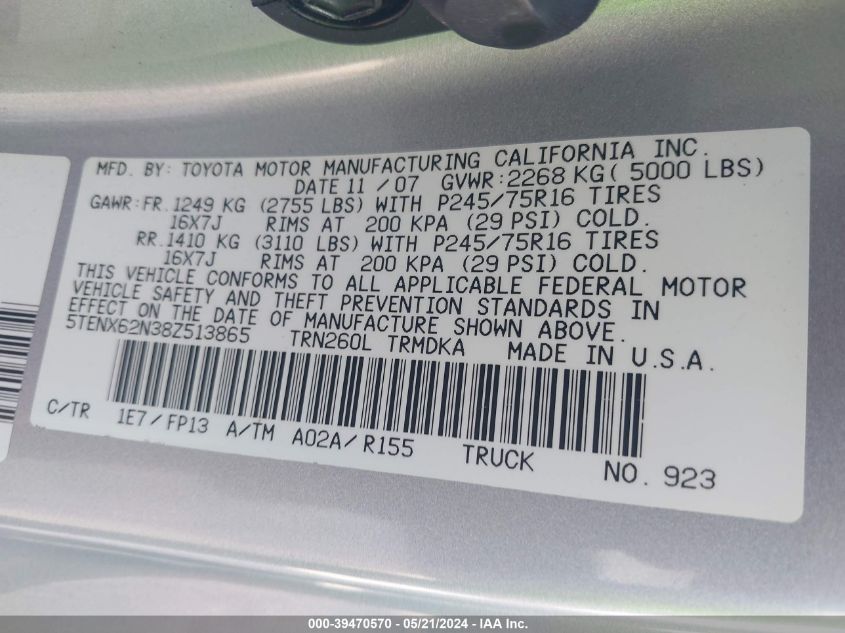 MFD. BY: TOYOTA MOTOR MANUFACTURING CALIFORNIA INC.
DATE 11 / 07 GVWR:2268 KG( 5000 LBS)
GAWR:FR.1249 KG (2755 LBS) WITH P245/75R16 TIRES
16X7J RIMS AT 200 KPA (29 PSI) COLD.
RR.1410 KG (3110 LBS) WITH P245/75R16 TIRES
16X7J RIMS AT 200 KPA (29 PSI) COLD.
THIS VEHICLE CONFORMS TO ALL APPLICABLE FEDERAL MOTOR
VEHICLE SAFETY AND THEFT PREVENTION STANDARDS IN
EFFECT ON THE DATE OF MANUFACTURE SHOWN ABOVE.
5TENX62N38Z513865 TRN260L TRMDKA MADE IN U.S.A.
C/TR 1E7/FP13 A/TM A02A/R155 TRUCK NO. 923
000-39470570 - 05/21/2024 - IAA Inc.